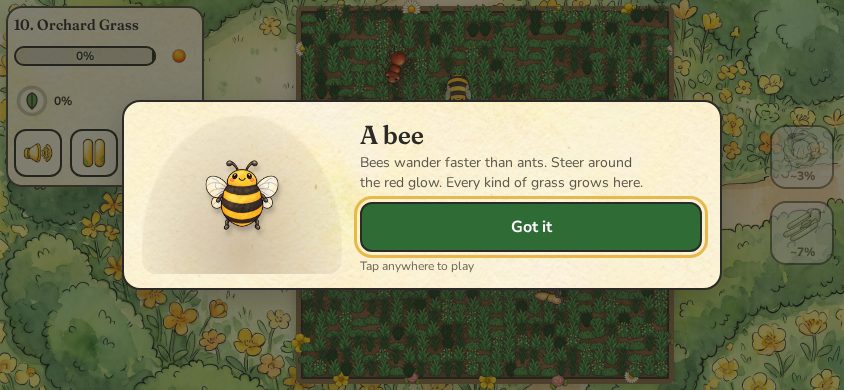 10. Orchard Grass
0%
0%
A bee
Bees wander faster than ants. Steer around
the red glow. Every kind of grass grows here.
Got it
Tap anywhere to play
~3%
~7%